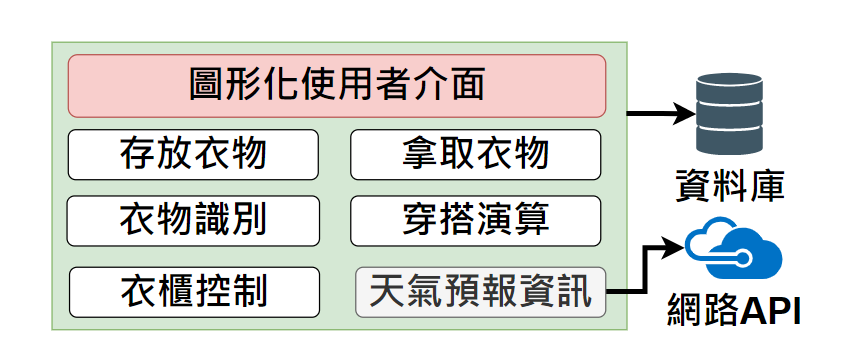 圖形化使用者介面
存放衣物
拿取衣物
衣物識別
穿搭演算
衣櫃控制
天氣預報資訊
資料庫
網路API